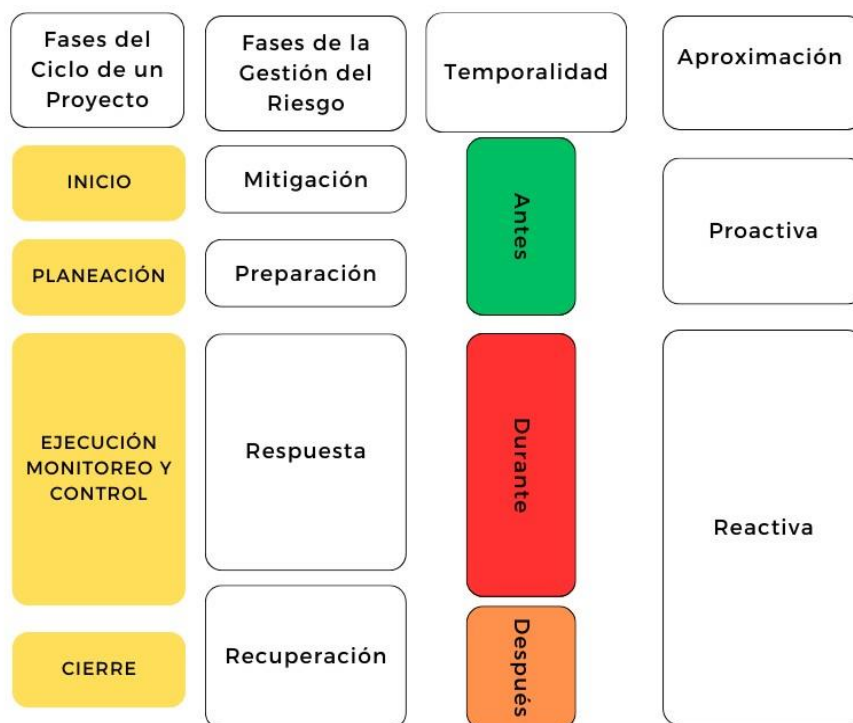 Fases del
Ciclo de un
Proyecto
Fases de la
Gestión del
Riesgo
Temporalidad
Aproximación
INICIO
Mitigación
Antes
Proactiva
PLANEACIÓN
Preparación
EJECUCIÓN
MONITOREO Y
CONTROL
Respuesta
Durante
Reactiva
CIERRE
Recuperación
Después